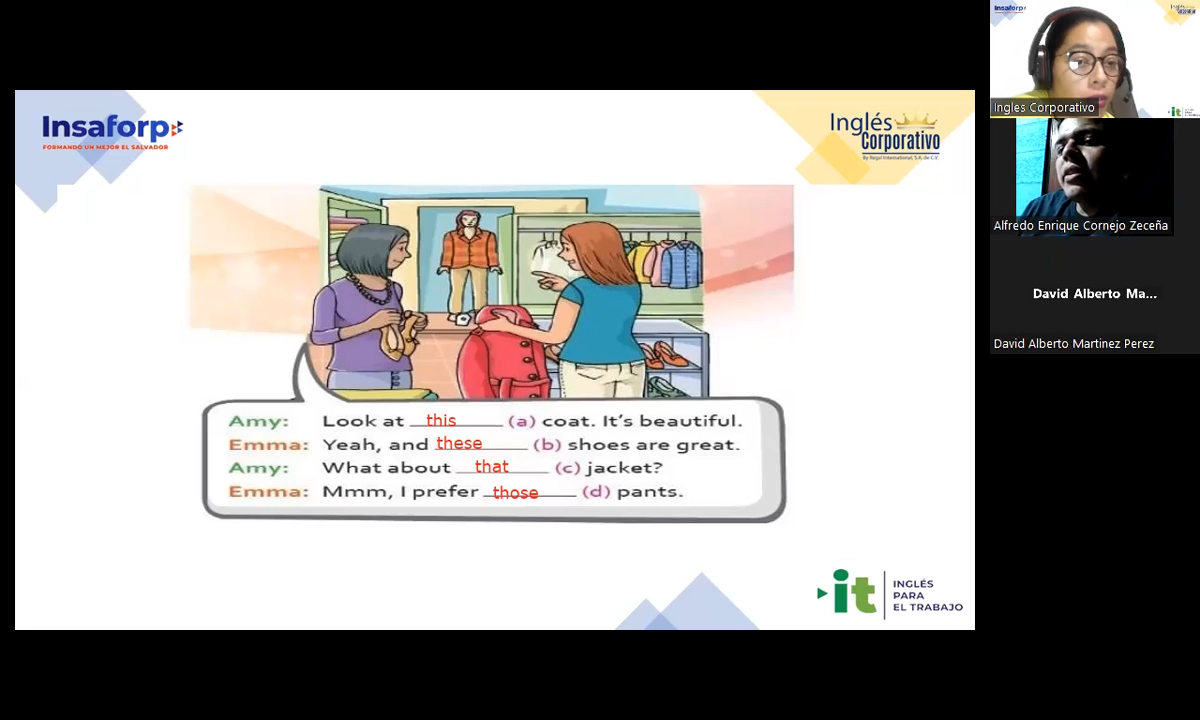 Insaforp
FORMANDO UN MEJOR EL SALVADOR
Inglés
Corporativo
By Regal International, S.A. de C.V.
Amy: Look at this (a) coat. It's beautiful.
Emma: Yeah, and these (b) shoes are great.
Amy: What about that (c) jacket?
Emma: Mmm, I prefer those (d) pants.
it
INGLÉS
PARA
EL TRABAJO
Insaforp
Ingles Corporativo
it
Alfredo Enrique Cornejo Zeceña
David Alberto Ma...
David Alberto Martinez Perez